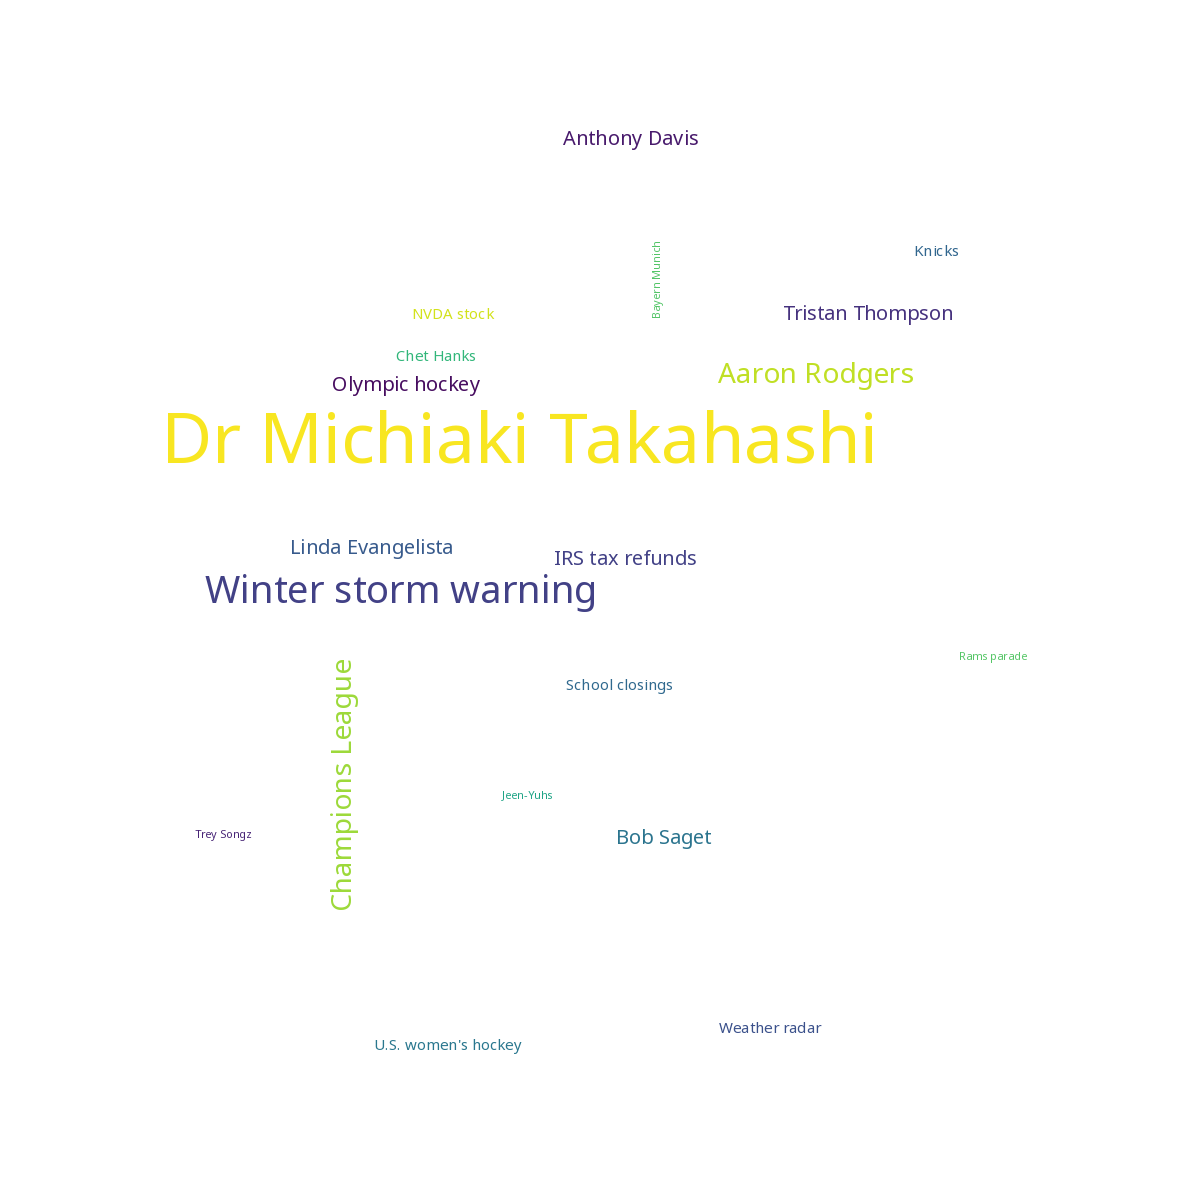 Anthony Davis
Knicks
Bayern Munich
NVDA stock
Tristan Thompson
Chet Hanks
Aaron Rodgers
Olympic hockey
Dr Michiaki Takahashi
Linda Evangelista
IRS tax refunds
Winter storm warning
Rams parade
School closings
Champions League
Jeen-Yuhs
Trey Songz
Bob Saget
Weather radar
U.S. women's hockey